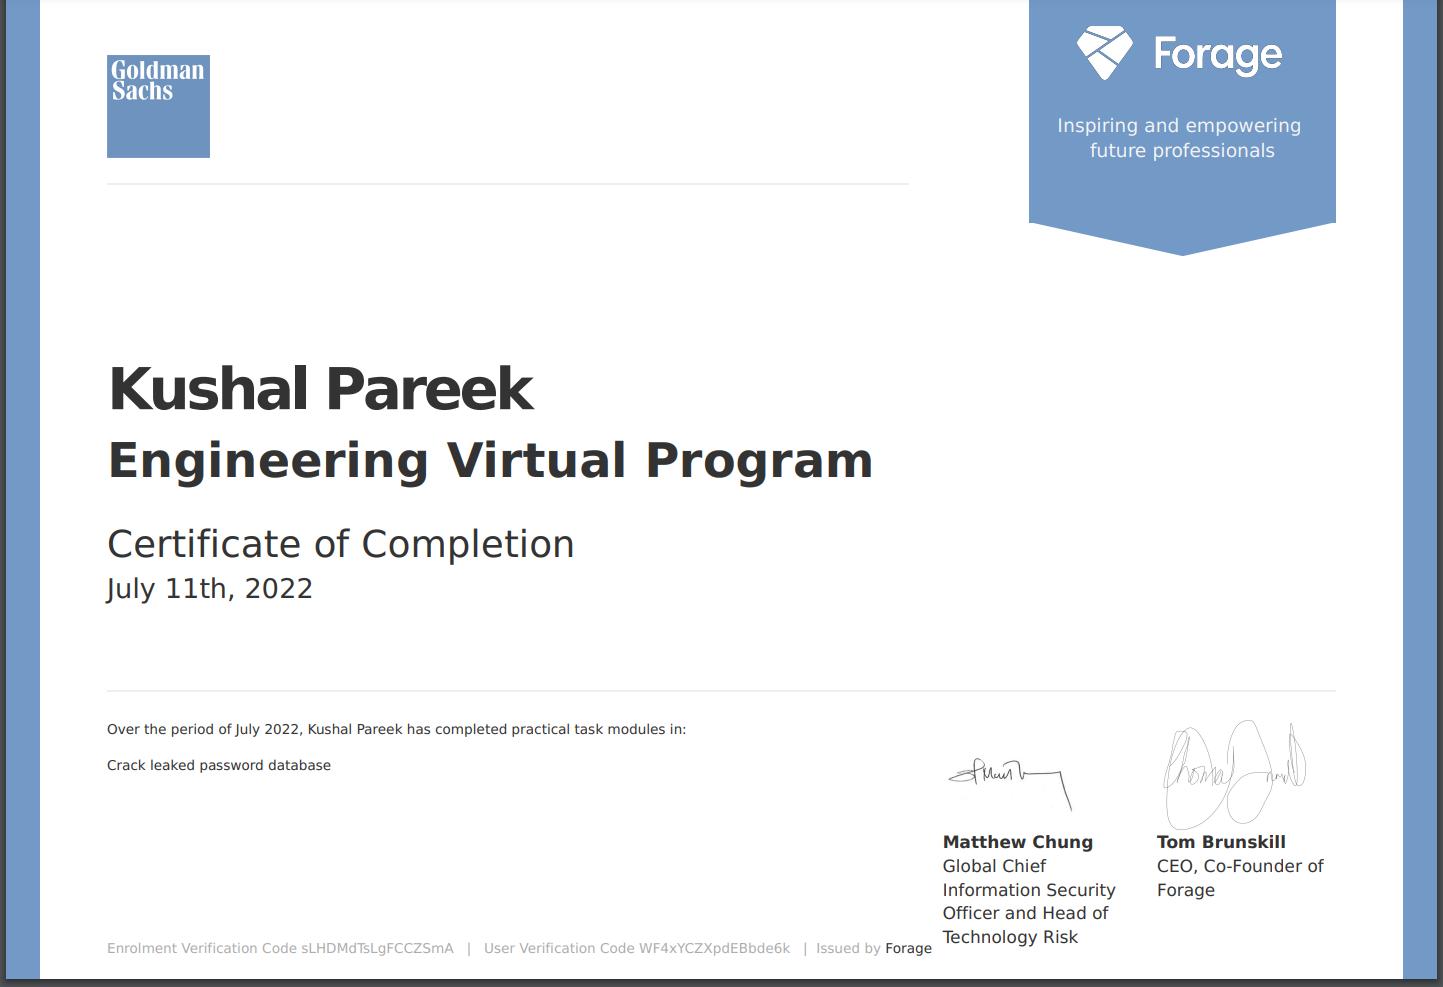 Goldman
Sachs
Forage
Inspiring and empowering
future professionals
Kushal Pareek
Engineering Virtual Program
Certificate of Completion
July 11th, 2022
Over the period of July 2022, Kushal Pareek has completed practical task modules in:
Crack leaked password database
Matthew Chung
Global Chief
Information Security
Officer and Head of
Technology Risk
Tom Brunskill
CEO, Co-Founder of
Forage
Enrolment Verification Code sLHDMdTsLgFCCZSmA | User Verification Code WF4xYCZXpdEBbde6k | Issued by Forage